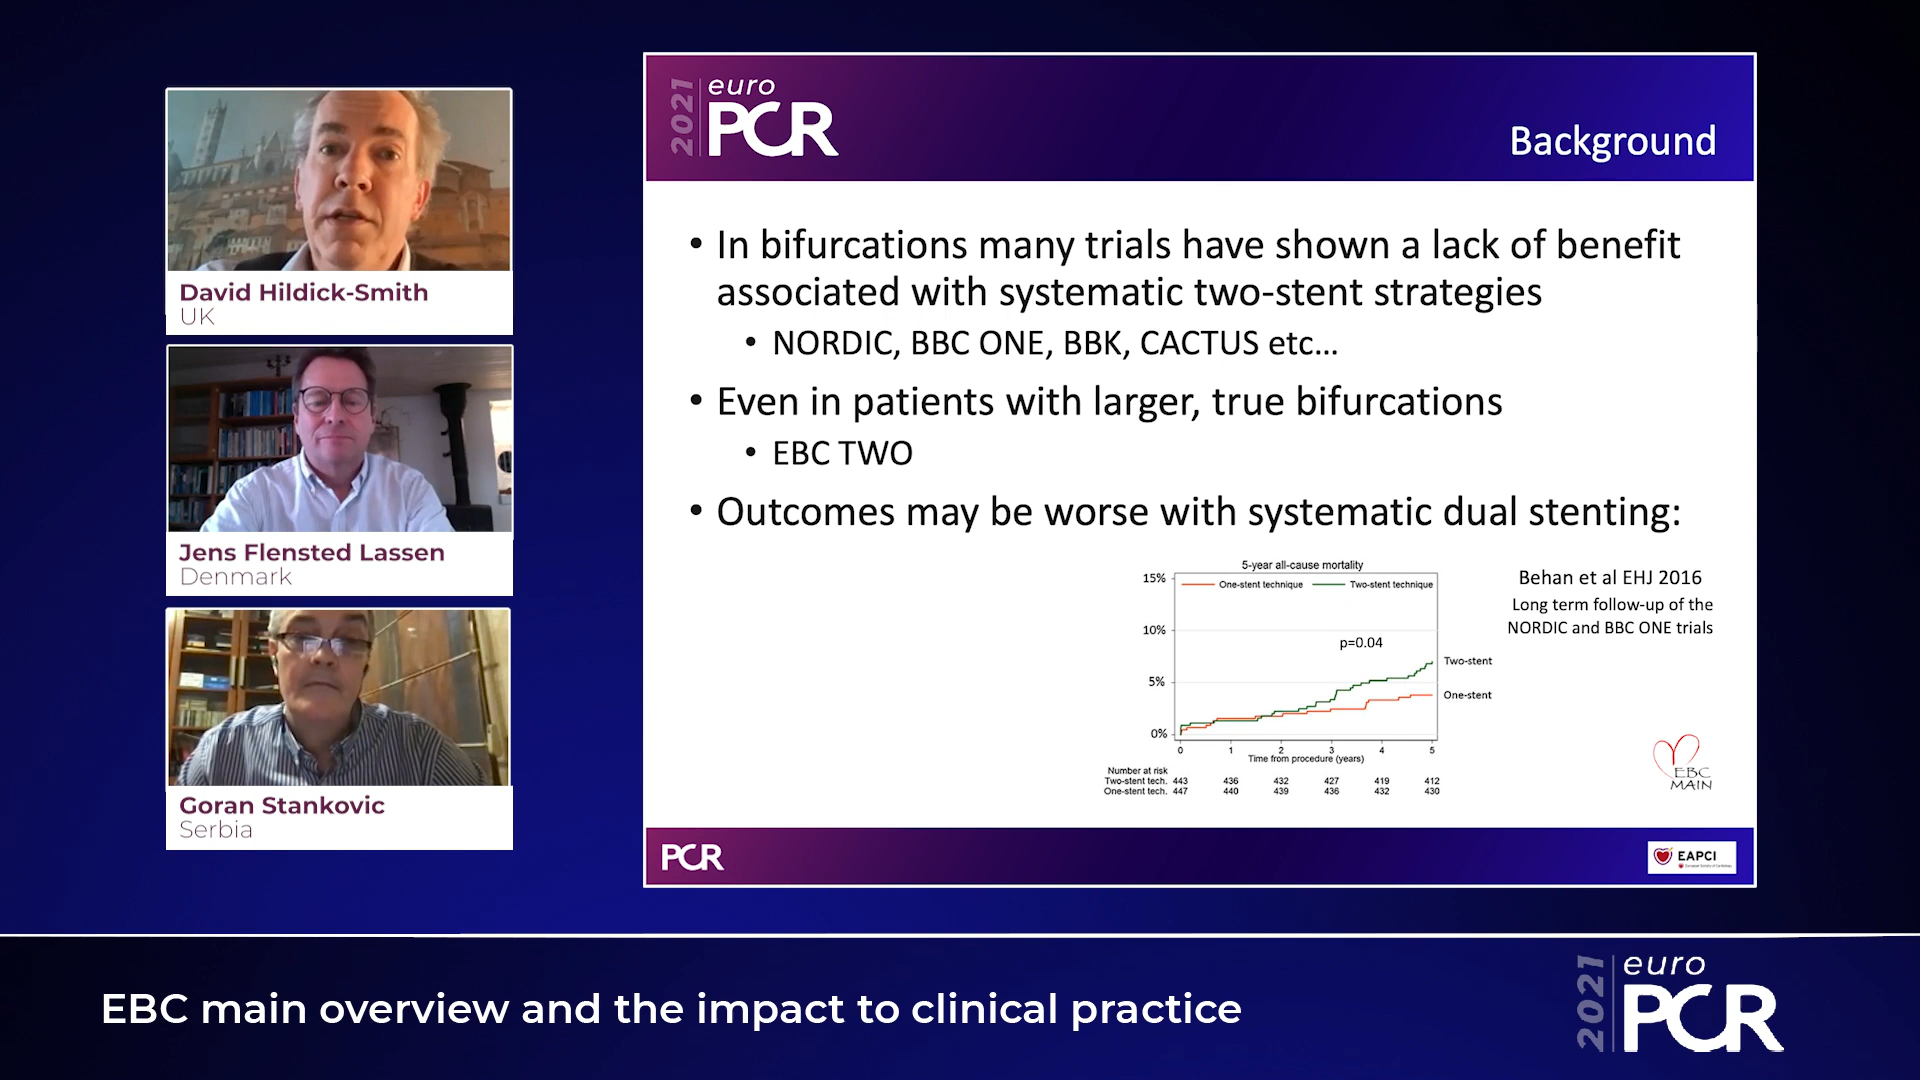 David Hildick-Smith
UK
Jens Flensted Lassen
Denmark
Goran Stankovic
Serbia
2021
euro
PCR
Background
• In bifurcations many trials have shown a lack of benefit
associated with systematic two-stent strategies
• NORDIC, BBC ONE, BBK, CACTUS etc...
• Even in patients with larger, true bifurcations
• EBC TWO
• Outcomes may be worse with systematic dual stenting:
5-year all-cause mortality
One-stent technique Two-stent technique
15%
10%
5%
0%
p=0.04
Two-stent
One-stent
0 1 2 3 4 5
Time from procedure (years)
Number at risk
Two-stent tech. 443 436 432 427 419 412
One-stent tech. 447 440 439 436 432 430
Behan et al EHJ 2016
Long term follow-up of the
NORDIC and BBC ONE trials
EBC
MAIN
PCR
EAPCI
EBC main overview and the impact to clinical practice
2021
euro
PCR